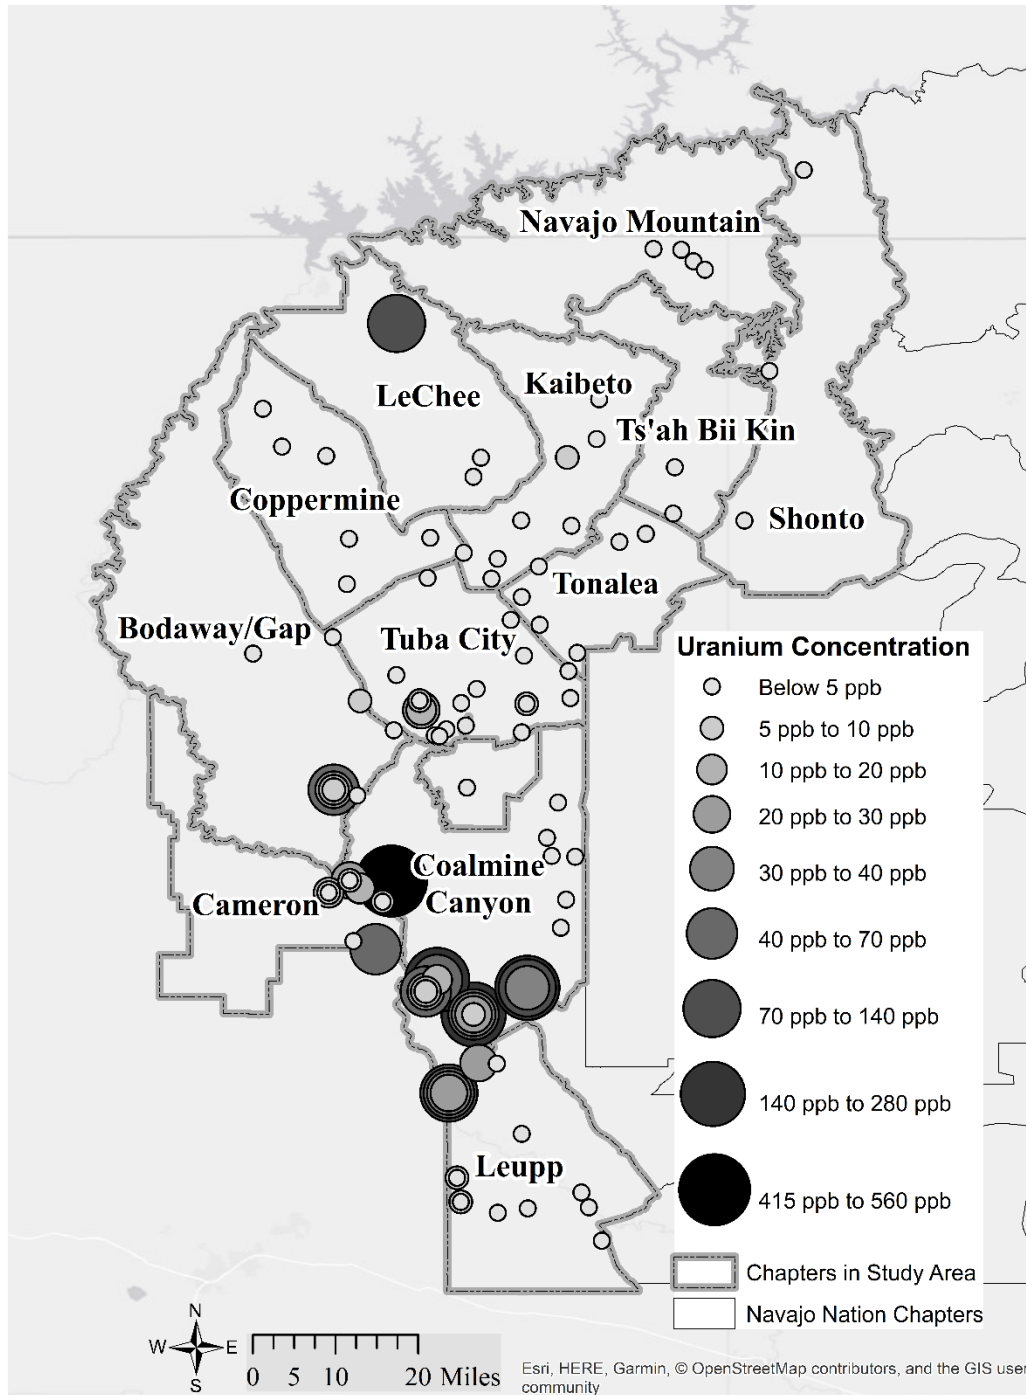 Navajo Mountain
LeChee
Kaibeto
Ts'ah Bii Kin
Coppermine
Shonto
Tonalea
Bodaway/Gap
Tuba City
Coalmine
Canyon
Cameron
Leupp
Uranium Concentration
Below 5 ppb
5 ppb to 10 ppb
10 ppb to 20 ppb
20 ppb to 30 ppb
30 ppb to 40 ppb
40 ppb to 70 ppb
70 ppb to 140 ppb
140 ppb to 280 ppb
415 ppb to 560 ppb
Chapters in Study Area
Navajo Nation Chapters
N
W E
S
0 5 10 20 Miles
Esri, HERE, Garmin, © OpenStreetMap contributors, and the GIS user
community